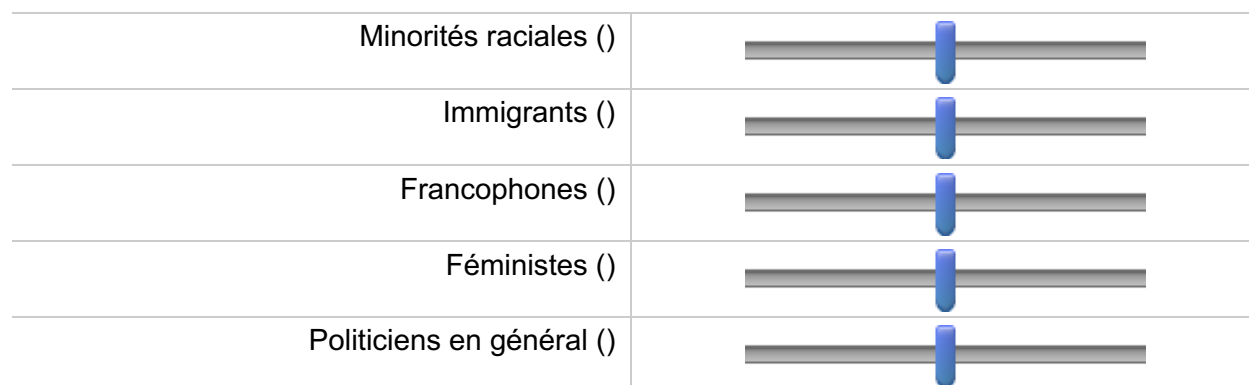 Minorités raciales ()
Immigrants ()
Francophones ()
Féministes ()
Politiciens en général ()